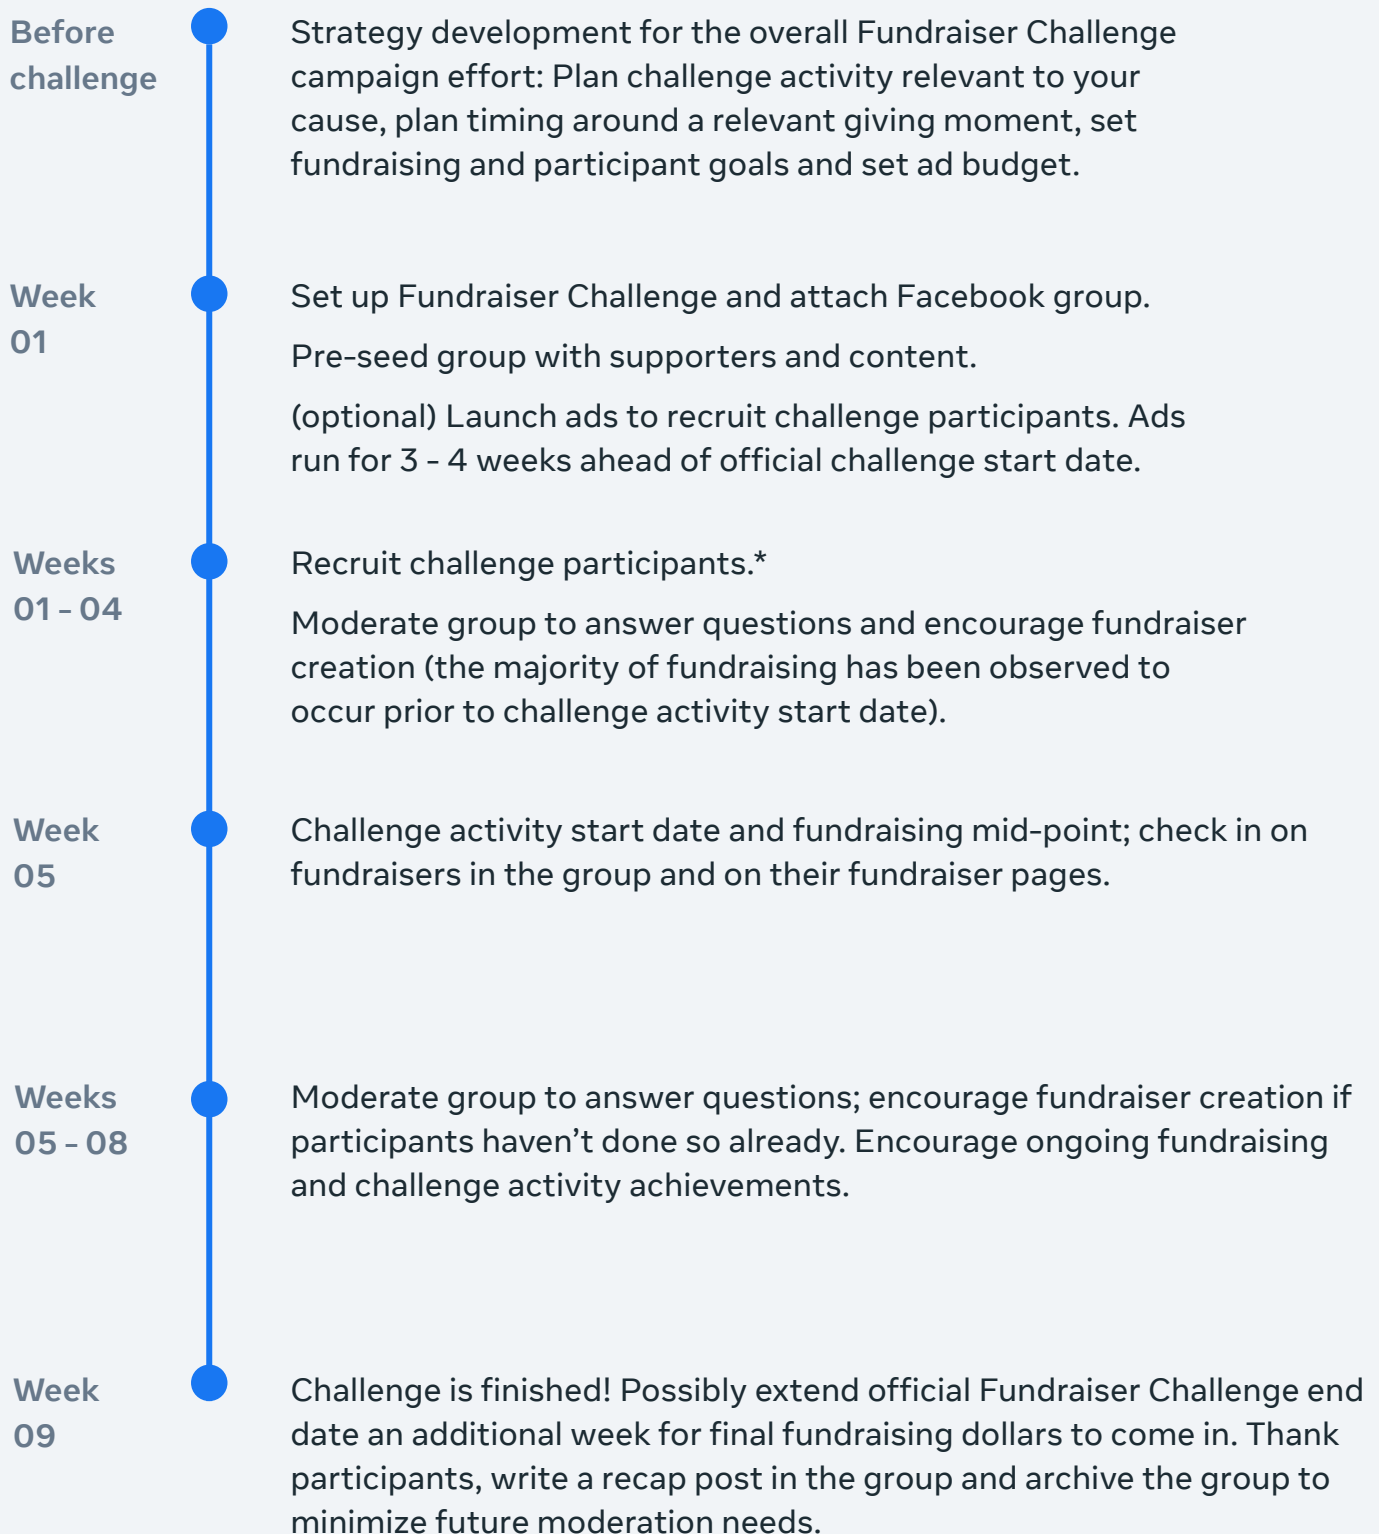 Before
challenge
Strategy development for the overall Fundraiser Challenge
campaign effort: Plan challenge activity relevant to your
cause, plan timing around a relevant giving moment, set
fundraising and participant goals and set ad budget.
Week
01
Set up Fundraiser Challenge and attach Facebook group.
Pre-seed group with supporters and content.
(optional) Launch ads to recruit challenge participants. Ads
run for 3 - 4 weeks ahead of official challenge start date.
Weeks
01 - 04
Recruit challenge participants.*
Moderate group to answer questions and encourage fundraiser
creation (the majority of fundraising has been observed to
occur prior to challenge activity start date).
Week
05
Challenge activity start date and fundraising mid-point; check in on
fundraisers in the group and on their fundraiser pages.
Weeks
05 - 08
Moderate group to answer questions; encourage fundraiser creation if
participants haven’t done so already. Encourage ongoing fundraising
and challenge activity achievements.
Week
09
Challenge is finished! Possibly extend official Fundraiser Challenge end
date an additional week for final fundraising dollars to come in. Thank
participants, write a recap post in the group and archive the group to
minimize future moderation needs.